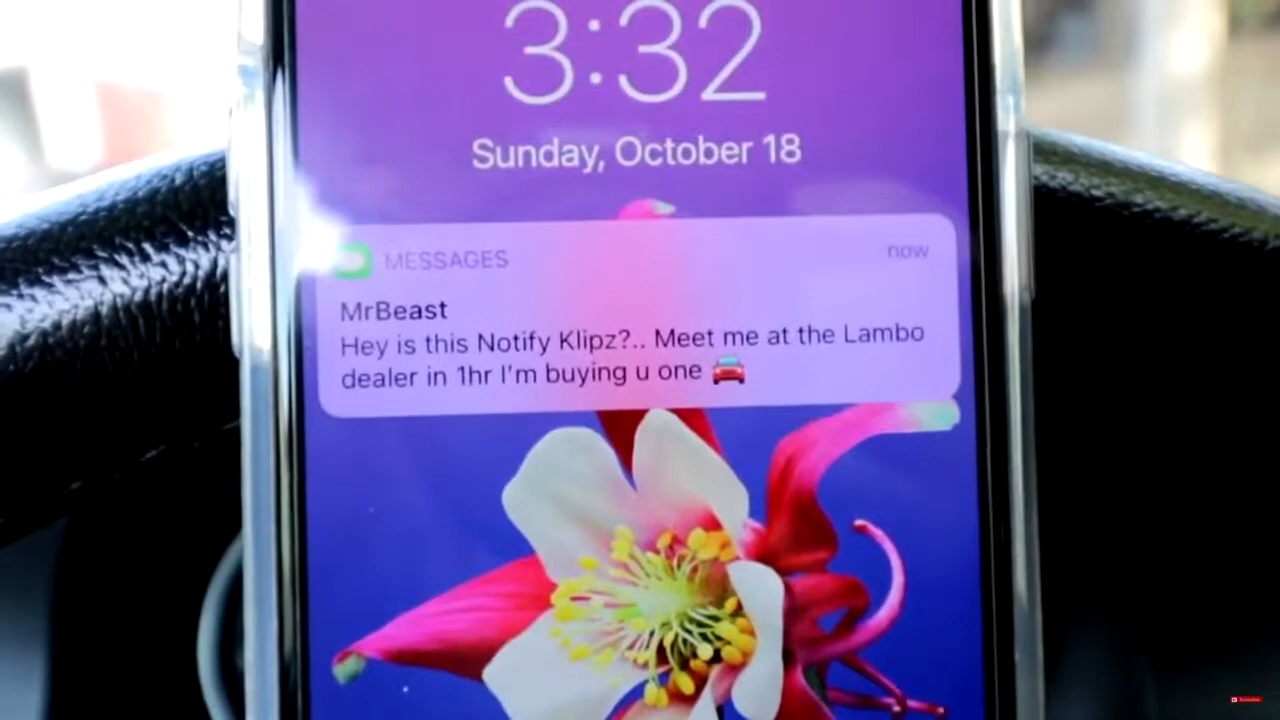 3:32
Sunday, October 18
MESSAGES
now
MrBeast
Hey is this Notify Klipz?.. Meet me at the Lambo
dealer in 1hr I'm buying u one 🚘
Subscribe